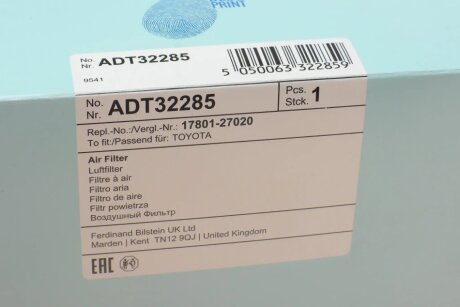 PRINT
No.
Nr. ADT32285
9541
5 050063 322859
No.
Nr. ADT32285
Pcs.
Stck. 1
Repl.-No.:/Vergl.-Nr.: 17801-27020
To fit:/Passend für: TOYOTA
Air Filter
Luftfilter
Filtre à air
Filtro aria
Filtro de aire
Filtr powietrza
Воздушный Фильтр
Ferdinand Bilstein UK Ltd
Marden | Kent TN12 9QJ | United Kingdom
EAC